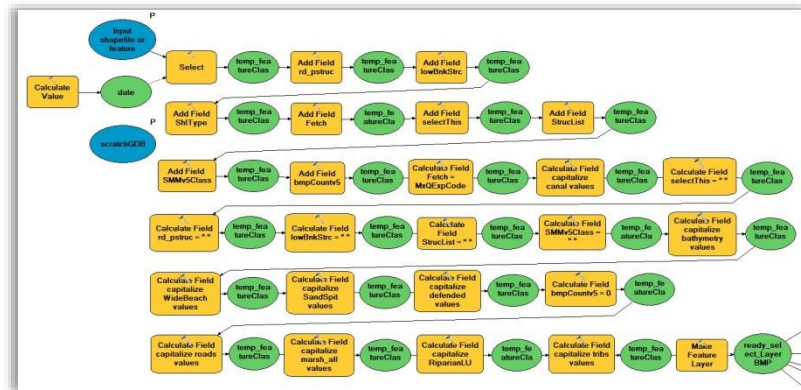 P
Input
shapefile or
feature
Select
temp_fea
tureClas
Add Field
rd_pstruc
temp_fea
tureClas
Add Field
lowBnkStrc
temp_fea
tureClas
Calculate
Value
date
Add Field
ShlType
temp_fea
tureClas
Add Field
Fetch
temp_fe
atureCla
Add Field
selectThis
temp_fea
tureClas
Add Field
StrucList
temp_fea
tureClas
P
scratchGDB
Add Field
SMMv5Class
temp_fea
tureClas
Add Field
bmpCountv5
temp_fea
tureClas
Calculate Field
Fetch =
MxQExpCode
temp_fea
tureClas
Calculate Field
capitalize
canal values
temp_fea
tureClas
Calculate Field
selectThis = " "
temp_fea
tureClas
Calculate Field
rd_pstruc = " "
temp_fea
tureClas
Calculate Field
lowBnkStrc = " "
temp_fea
tureClas
Calculate
Field
StrucList = " "
temp_fea
tureClas
Calculate Field
SMMv5Class =
" "
temp_fe
atureCla
Calculate Field
capitalize
bathymetry
values
temp_fea
tureClas
Calculate Field
capitalize
WideBeach
values
temp_fea
tureClas
Calculate Field
capitalize
SandSpit
values
temp_fea
tureClas
Calculate Field
capitalize
defended
values
temp_fea
tureClas
Calculate Field
bmpCountv5 = 0
temp_fe
atureCla
Calculate Field
capitalize roads
values
temp_fea
tureClas
Calculate Field
capitalize
marsh_all
values
temp_fea
tureClas
Calculate Field
capitalize
RiparianLU
temp_fe
atureCla
Calculate Field
capitalize tribs
values
temp_fea
tureClas
Make
Feature
Layer
ready_sel
ect_Layer
BMP